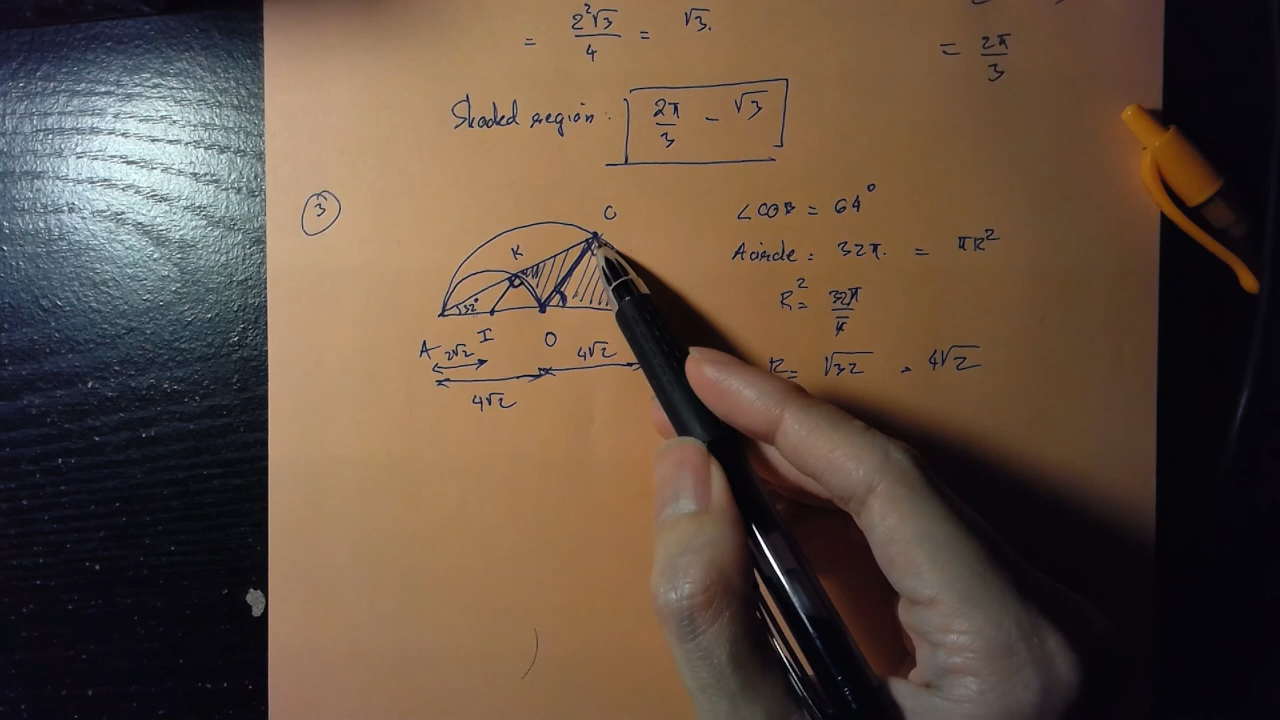 = 2²√3/4 = √3.
= 2π/3
Shaded region: 2π/3 - √3
③
C
K
32°
A I O
2√2
4√2
4√2
∠COB = 64°
Acircle: 32π. = πR²
R² = 32π/π
R = √32 = 4√2